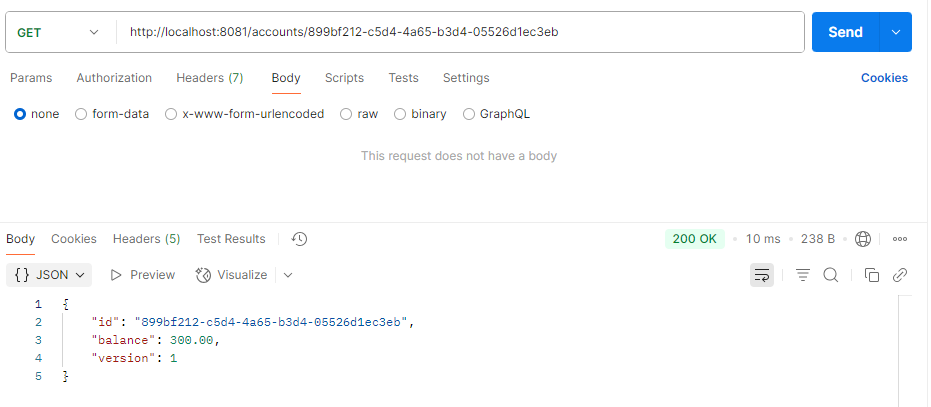 GET http://localhost:8081/accounts/899bf212-c5d4-4a65-b3d4-05526d1ec3eb Send
Params Authorization Headers (7) Body Scripts Tests Settings Cookies
none form-data x-www-form-urlencoded raw binary GraphQL
This request does not have a body
Body Cookies Headers (5) Test Results 200 OK • 10 ms • 238 B
{} JSON Preview Visualize
1 {
2 "id": "899bf212-c5d4-4a65-b3d4-05526d1ec3eb",
3 "balance": 300.00,
4 "version": 1
5 }